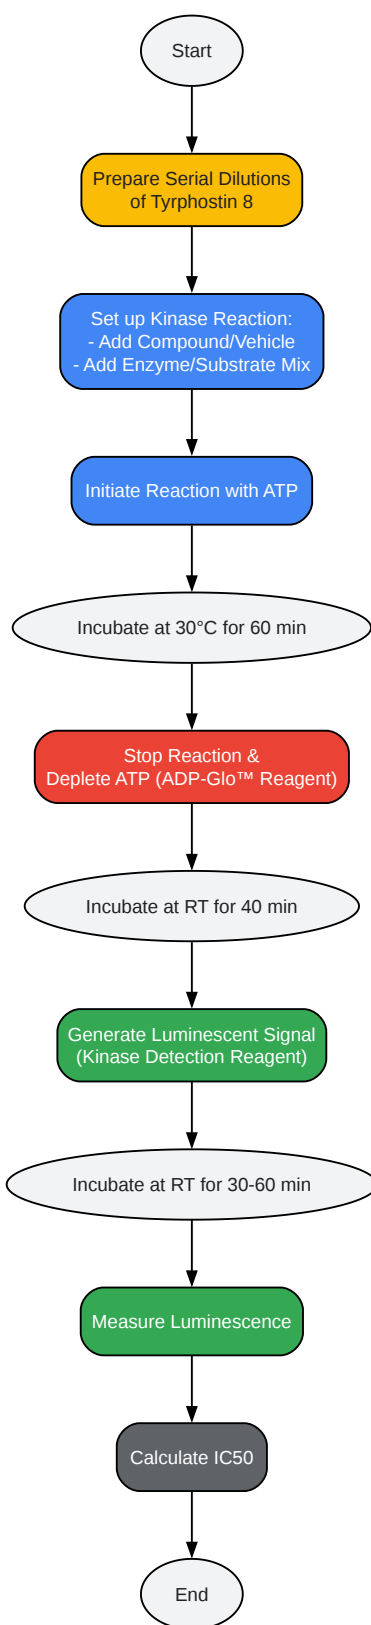 Start
Prepare Serial Dilutions
of Tyrphostin 8
Set up Kinase Reaction:
- Add Compound/Vehicle
- Add Enzyme/Substrate Mix
Initiate Reaction with ATP
Incubate at 30°C for 60 min
Stop Reaction &
Deplete ATP (ADP-Glo™ Reagent)
Incubate at RT for 40 min
Generate Luminescent Signal
(Kinase Detection Reagent)
Incubate at RT for 30-60 min
Measure Luminescence
Calculate IC50
End